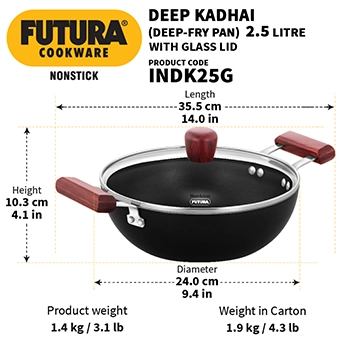 FUTURA®
COOKWARE
NONSTICK
DEEP KADHAI
(DEEP-FRY PAN) 2.5 LITRE
WITH GLASS LID
PRODUCT CODE
INDK25G
Length
35.5 cm
14.0 in
Height
10.3 cm
4.1 in
FUTURA
Diameter
24.0 cm
9.4 in
Product weight
1.4 kg / 3.1 lb
Weight in Carton
1.9 kg / 4.3 lb